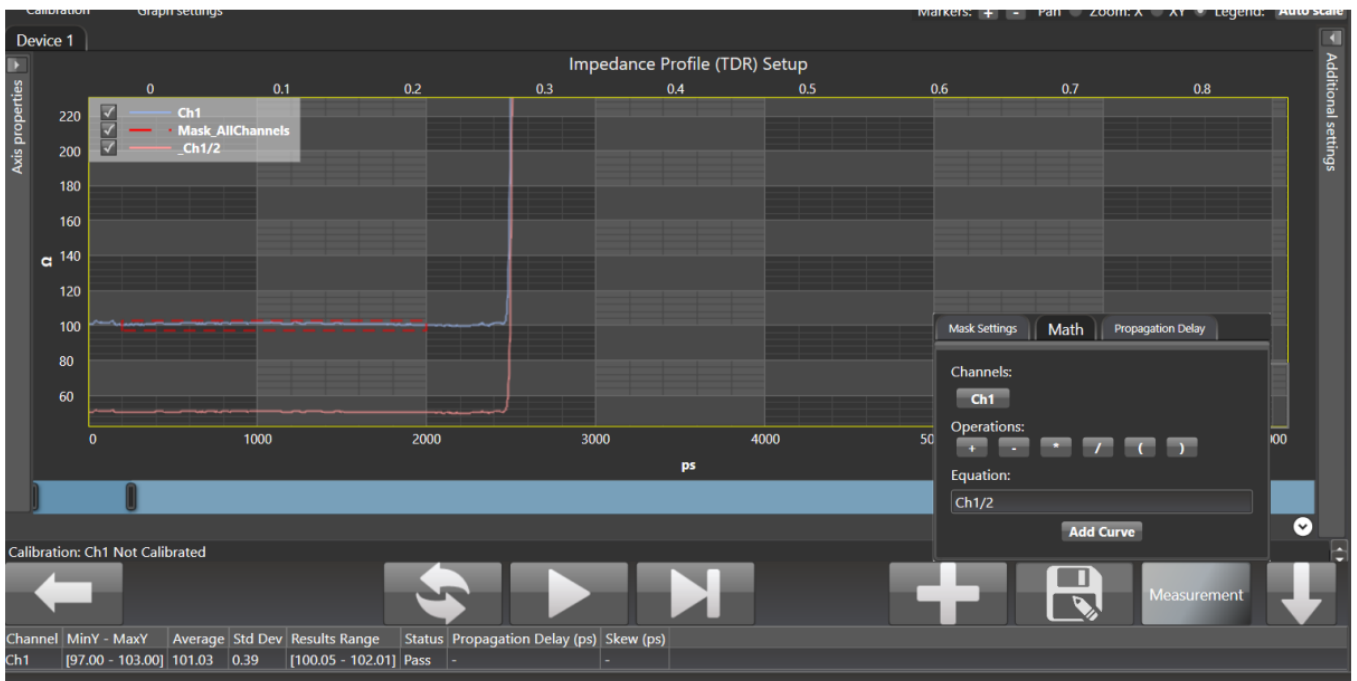 Calibration Graph settings Markers: + - Pan Zoom: X XY Legend: Auto scale
Device 1
Impedance Profile (TDR) Setup
0 0.1 0.2 0.3 0.4 0.5 0.6 0.7 0.8
Axis properties
Additional settings
Ch1
Mask_AllChannels
_Ch1/2
220
200
180
160
Ω 140
120
100
80
60
0 1000 2000 3000 4000 50 000
ps
Mask Settings Math Propagation Delay
Channels:
Ch1
Operations:
+ - * / ( )
Equation:
Ch1/2
Add Curve
Calibration: Ch1 Not Calibrated
Measurement
Channel MinY - MaxY Average Std Dev Results Range Status Propagation Delay (ps) Skew (ps)
Ch1 [97.00 - 103.00] 101.03 0.39 [100.05 - 102.01] Pass - -